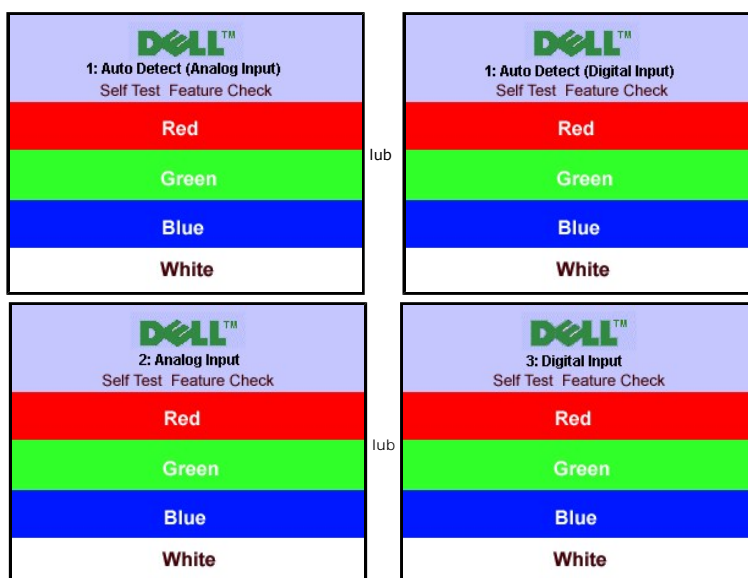 DELL™
1: Auto Detect (Analog Input)
Self Test Feature Check
Red
Green
Blue
White
lub
DELL™
1: Auto Detect (Digital Input)
Self Test Feature Check
Red
Green
Blue
White
DELL™
2: Analog Input
Self Test Feature Check
Red
Green
Blue
White
lub
DELL™
3: Digital Input
Self Test Feature Check
Red
Green
Blue
White